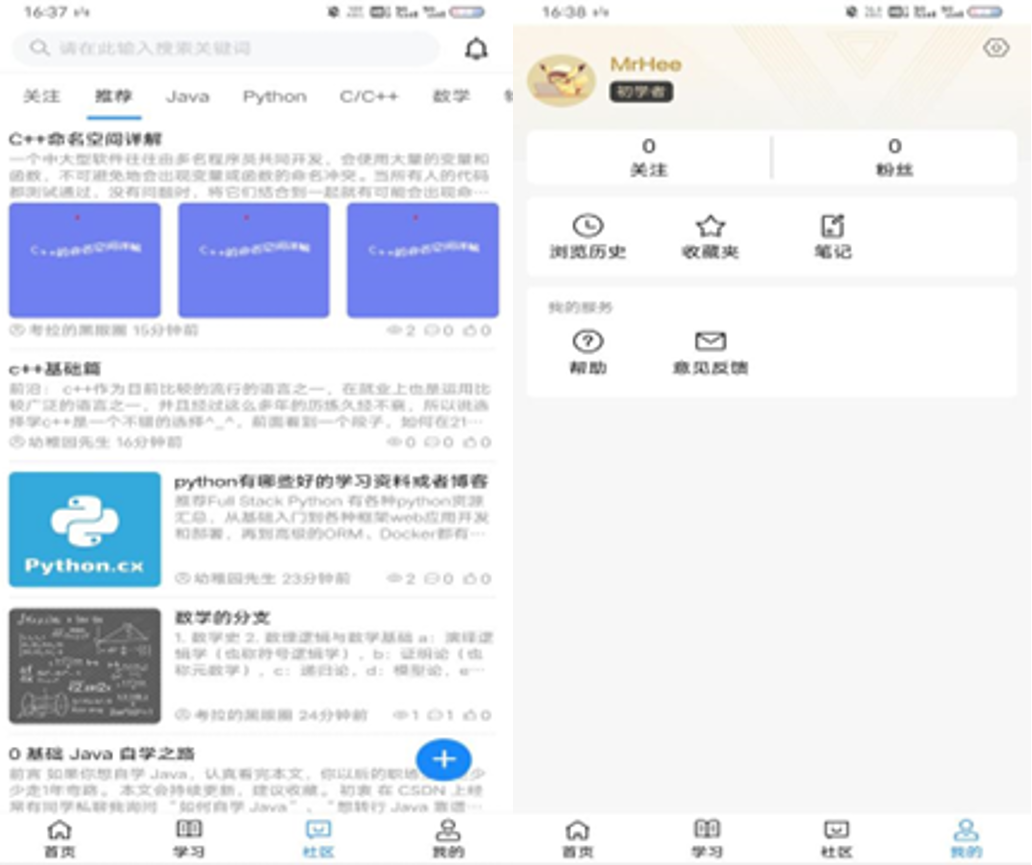 16:37
请在此输入搜索关键词
关注 推荐 Java Python C/C++ 数学
C++命名空间详解
一个中大型软件往往由多名程序员共同开发，会使用大量的变量和
函数，不可避免地会出现变量或函数的命名冲突。当所有人的代码
都测试通过，没有问题时，将它们结合到一起就有可能会出现命…
C++的命名空间详解 C++的命名空间详解 C++的命名空间详解
考拉的黑眼圈 15分钟前 2 0 0
c++基础篇
前沿： c++作为目前比较的流行的语言之一，在就业上也是运用比
较广泛的语言之一，并且经过这么多年的历练久经不衰，所以说选
择学c++是一个不错的选择^_^，前面看到一个段子，如何在21…
幼稚园先生 16分钟前 0 0 0
Python.cx
python有哪些好的学习资料或者博客
推荐Full Stack Python 有各种python资源
汇总，从基础入门到各种框架web应用开发
和部署，再到高级的ORM、Docker都有…
幼稚园先生 23分钟前 2 0 0
数学的分支
1. 数学史 2. 数理逻辑与数学基础 a：演绎逻
辑学（也称符号逻辑学），b：证明论（也
称元数学），c：递归论，d：模型论，e…
考拉的黑眼圈 24分钟前 1 1 0
0 基础 Java 自学之路
前言 如果你想自学 Java，认真看完本文，你以后的职场 少
少走1年弯路。 本文会持续更新，建议收藏。 初衷 在 CSDN 上经
常有同学私聊我询问 “如何自学 Java”、“想转行 Java 靠谱…
+
首页 学习 社区 我的
16:38
MrHee
初学者
0 0
关注 粉丝
浏览历史 收藏夹 笔记
我的服务
帮助 意见反馈
首页 学习 社区 我的